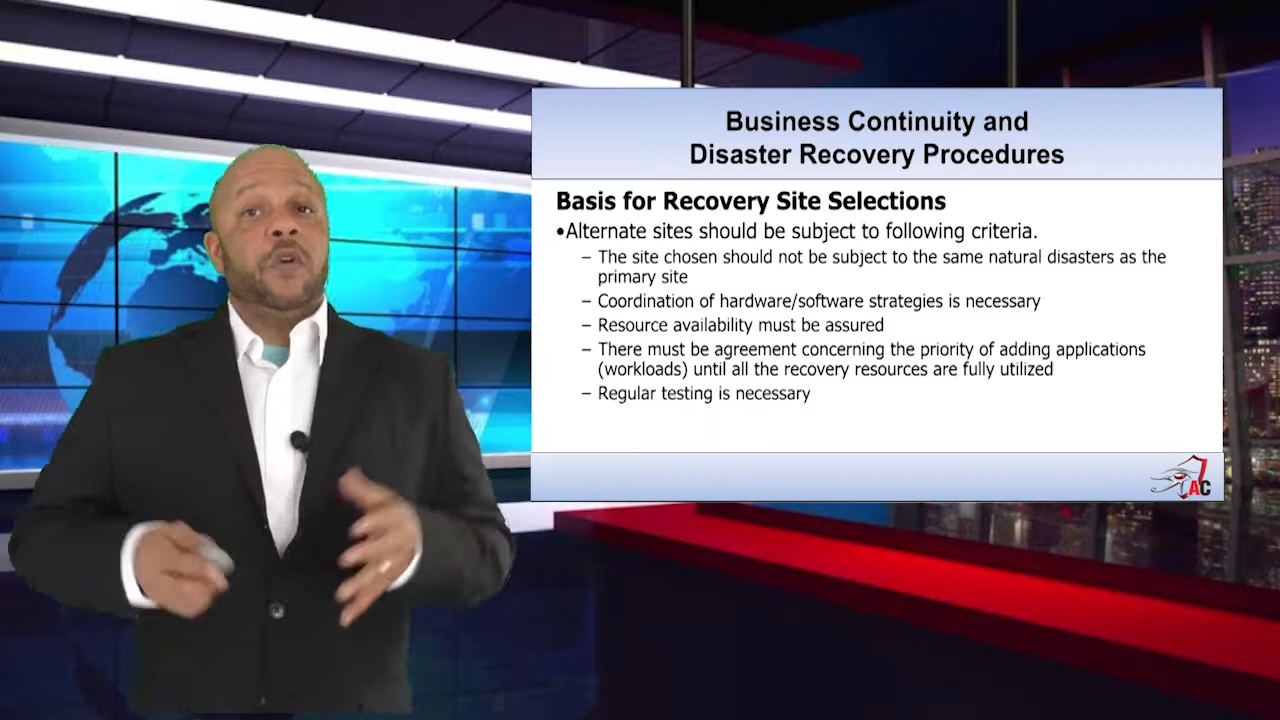 Business Continuity and
Disaster Recovery Procedures
Basis for Recovery Site Selections
•Alternate sites should be subject to following criteria.
– The site chosen should not be subject to the same natural disasters as the
primary site
– Coordination of hardware/software strategies is necessary
– Resource availability must be assured
– There must be agreement concerning the priority of adding applications
(workloads) until all the recovery resources are fully utilized
– Regular testing is necessary
AC